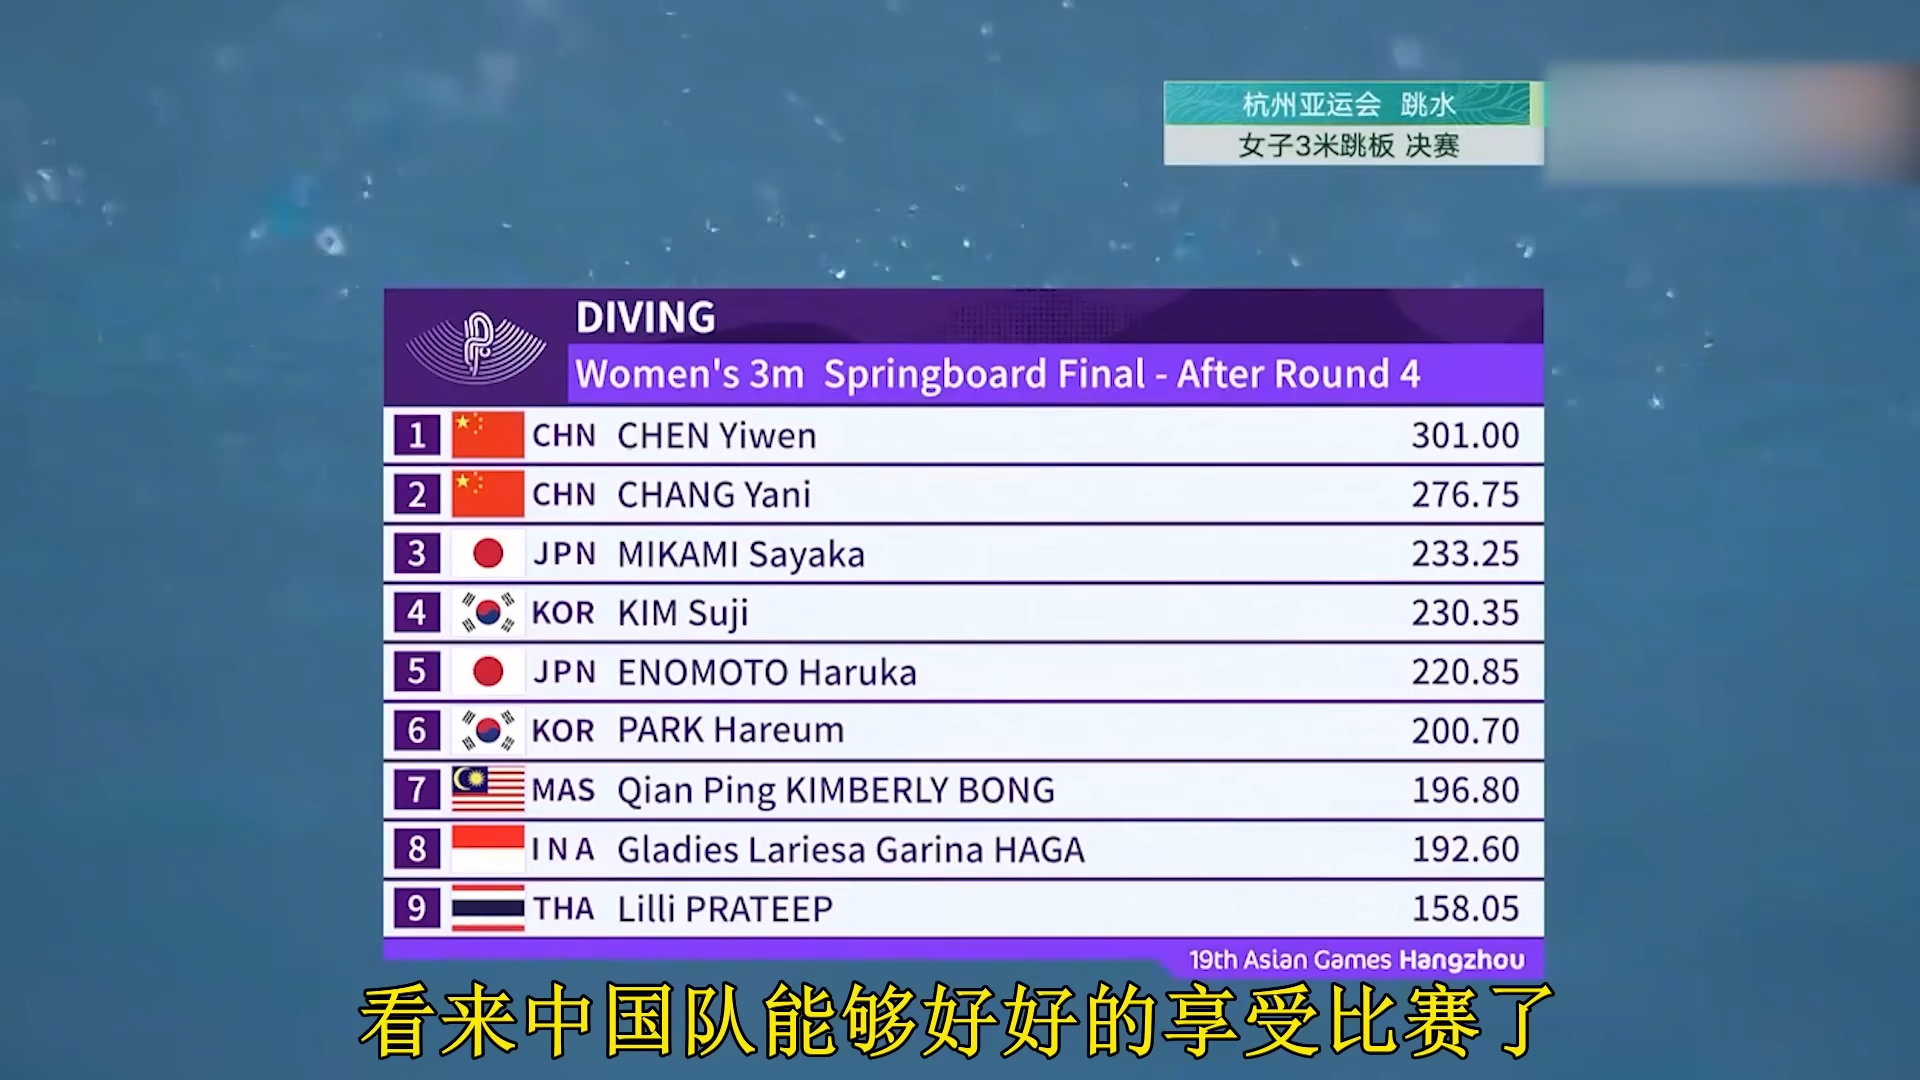 杭州亚运会 跳水
女子3米跳板 决赛
DIVING
Women's 3m Springboard Final - After Round 4
1 CHN CHEN Yiwen 301.00
2 CHN CHANG Yani 276.75
3 JPN MIKAMI Sayaka 233.25
4 KOR KIM Suji 230.35
5 JPN ENOMOTO Haruka 220.85
6 KOR PARK Hareum 200.70
7 MAS Qian Ping KIMBERLY BONG 196.80
8 INA Gladies Lariesa Garina HAGA 192.60
9 THA Lilli PRATEEP 158.05
19th Asian Games Hangzhou
看来中国队能够好好的享受比赛了